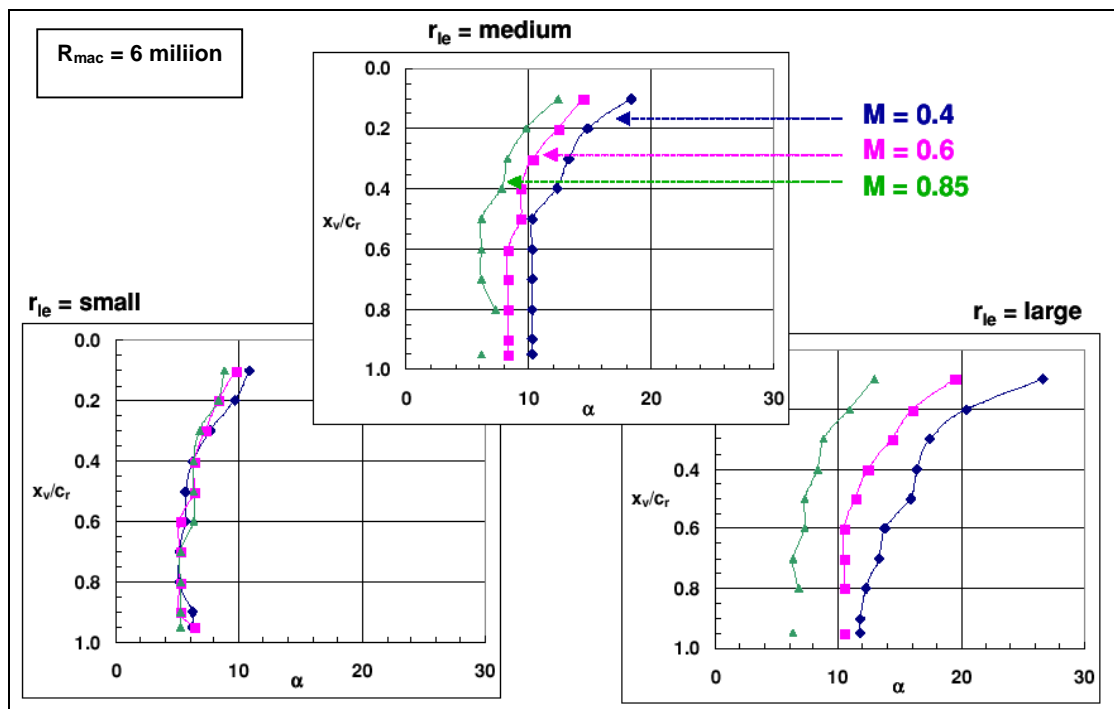 R_mac = 6 miliion
r_le = medium
0.0
0.2
0.4
x_v/c_r
0.6
0.8
1.0
0
10
α
20
30
M = 0.4
M = 0.6
M = 0.85
r_le = small
0.0
0.2
0.4
x_v/c_r
0.6
0.8
1.0
0
10
α
20
30
r_le = large
0.4
x_v/c_r
0.6
0.8
1.0
0
10
α
20
30